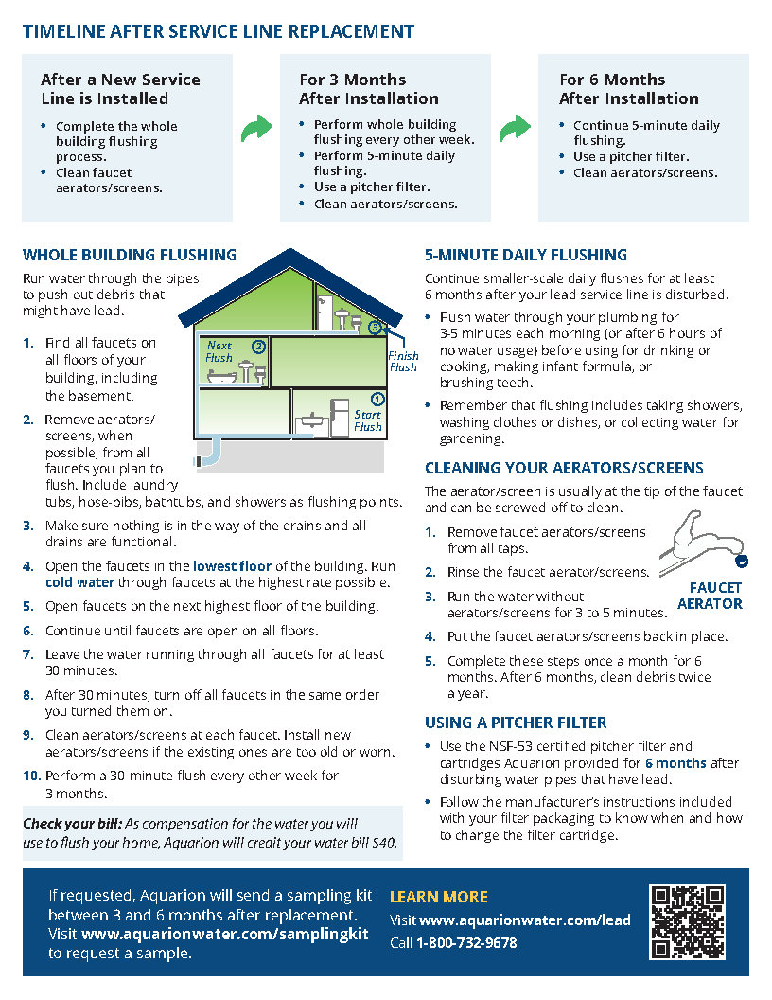 TIMELINE AFTER SERVICE LINE REPLACEMENT
After a New Service
Line is Installed
• Complete the whole
building flushing
process.
• Clean faucet
aerators/screens.
For 3 Months
After Installation
• Perform whole building
flushing every other week.
• Perform 5-minute daily
flushing.
• Use a pitcher filter.
• Clean aerators/screens.
For 6 Months
After Installation
• Continue 5-minute daily
flushing.
• Use a pitcher filter.
• Clean aerators/screens.
WHOLE BUILDING FLUSHING
Run water through the pipes
to push out debris that
might have lead.
1. Find all faucets on
all floors of your
building, including
the basement.
2. Remove aerators/
screens, when
possible, from all
faucets you plan to
flush. Include laundry
tubs, hose-bibs, bathtubs, and showers as flushing points.
3. Make sure nothing is in the way of the drains and all
drains are functional.
4. Open the faucets in the lowest floor of the building. Run
cold water through faucets at the highest rate possible.
5. Open faucets on the next highest floor of the building.
6. Continue until faucets are open on all floors.
7. Leave the water running through all faucets for at least
30 minutes.
8. After 30 minutes, turn off all faucets in the same order
you turned them on.
9. Clean aerators/screens at each faucet. Install new
aerators/screens if the existing ones are too old or worn.
10. Perform a 30-minute flush every other week for
3 months.
Next
Flush
2
3
Finish
Flush
1
Start
Flush
Check your bill: As compensation for the water you will
use to flush your home, Aquarion will credit your water bill $40.
5-MINUTE DAILY FLUSHING
Continue smaller-scale daily flushes for at least
6 months after your lead service line is disturbed.
• Flush water through your plumbing for
3-5 minutes each morning (or after 6 hours of
no water usage) before using for drinking or
cooking, making infant formula, or
brushing teeth.
• Remember that flushing includes taking showers,
washing clothes or dishes, or collecting water for
gardening.
CLEANING YOUR AERATORS/SCREENS
The aerator/screen is usually at the tip of the faucet
and can be screwed off to clean.
1. Remove faucet aerators/screens
from all taps.
2. Rinse the faucet aerator/screens.
3. Run the water without
aerators/screens for 3 to 5 minutes.
4. Put the faucet aerators/screens back in place.
5. Complete these steps once a month for 6
months. After 6 months, clean debris twice
a year.
FAUCET
AERATOR
USING A PITCHER FILTER
• Use the NSF-53 certified pitcher filter and
cartridges Aquarion provided for 6 months after
disturbing water pipes that have lead.
• Follow the manufacturer's instructions included
with your filter packaging to know when and how
to change the filter cartridge.
If requested, Aquarion will send a sampling kit
between 3 and 6 months after replacement.
Visit www.aquarionwater.com/samplingkit
to request a sample.
LEARN MORE
Visit www.aquarionwater.com/lead
Call 1-800-732-9678